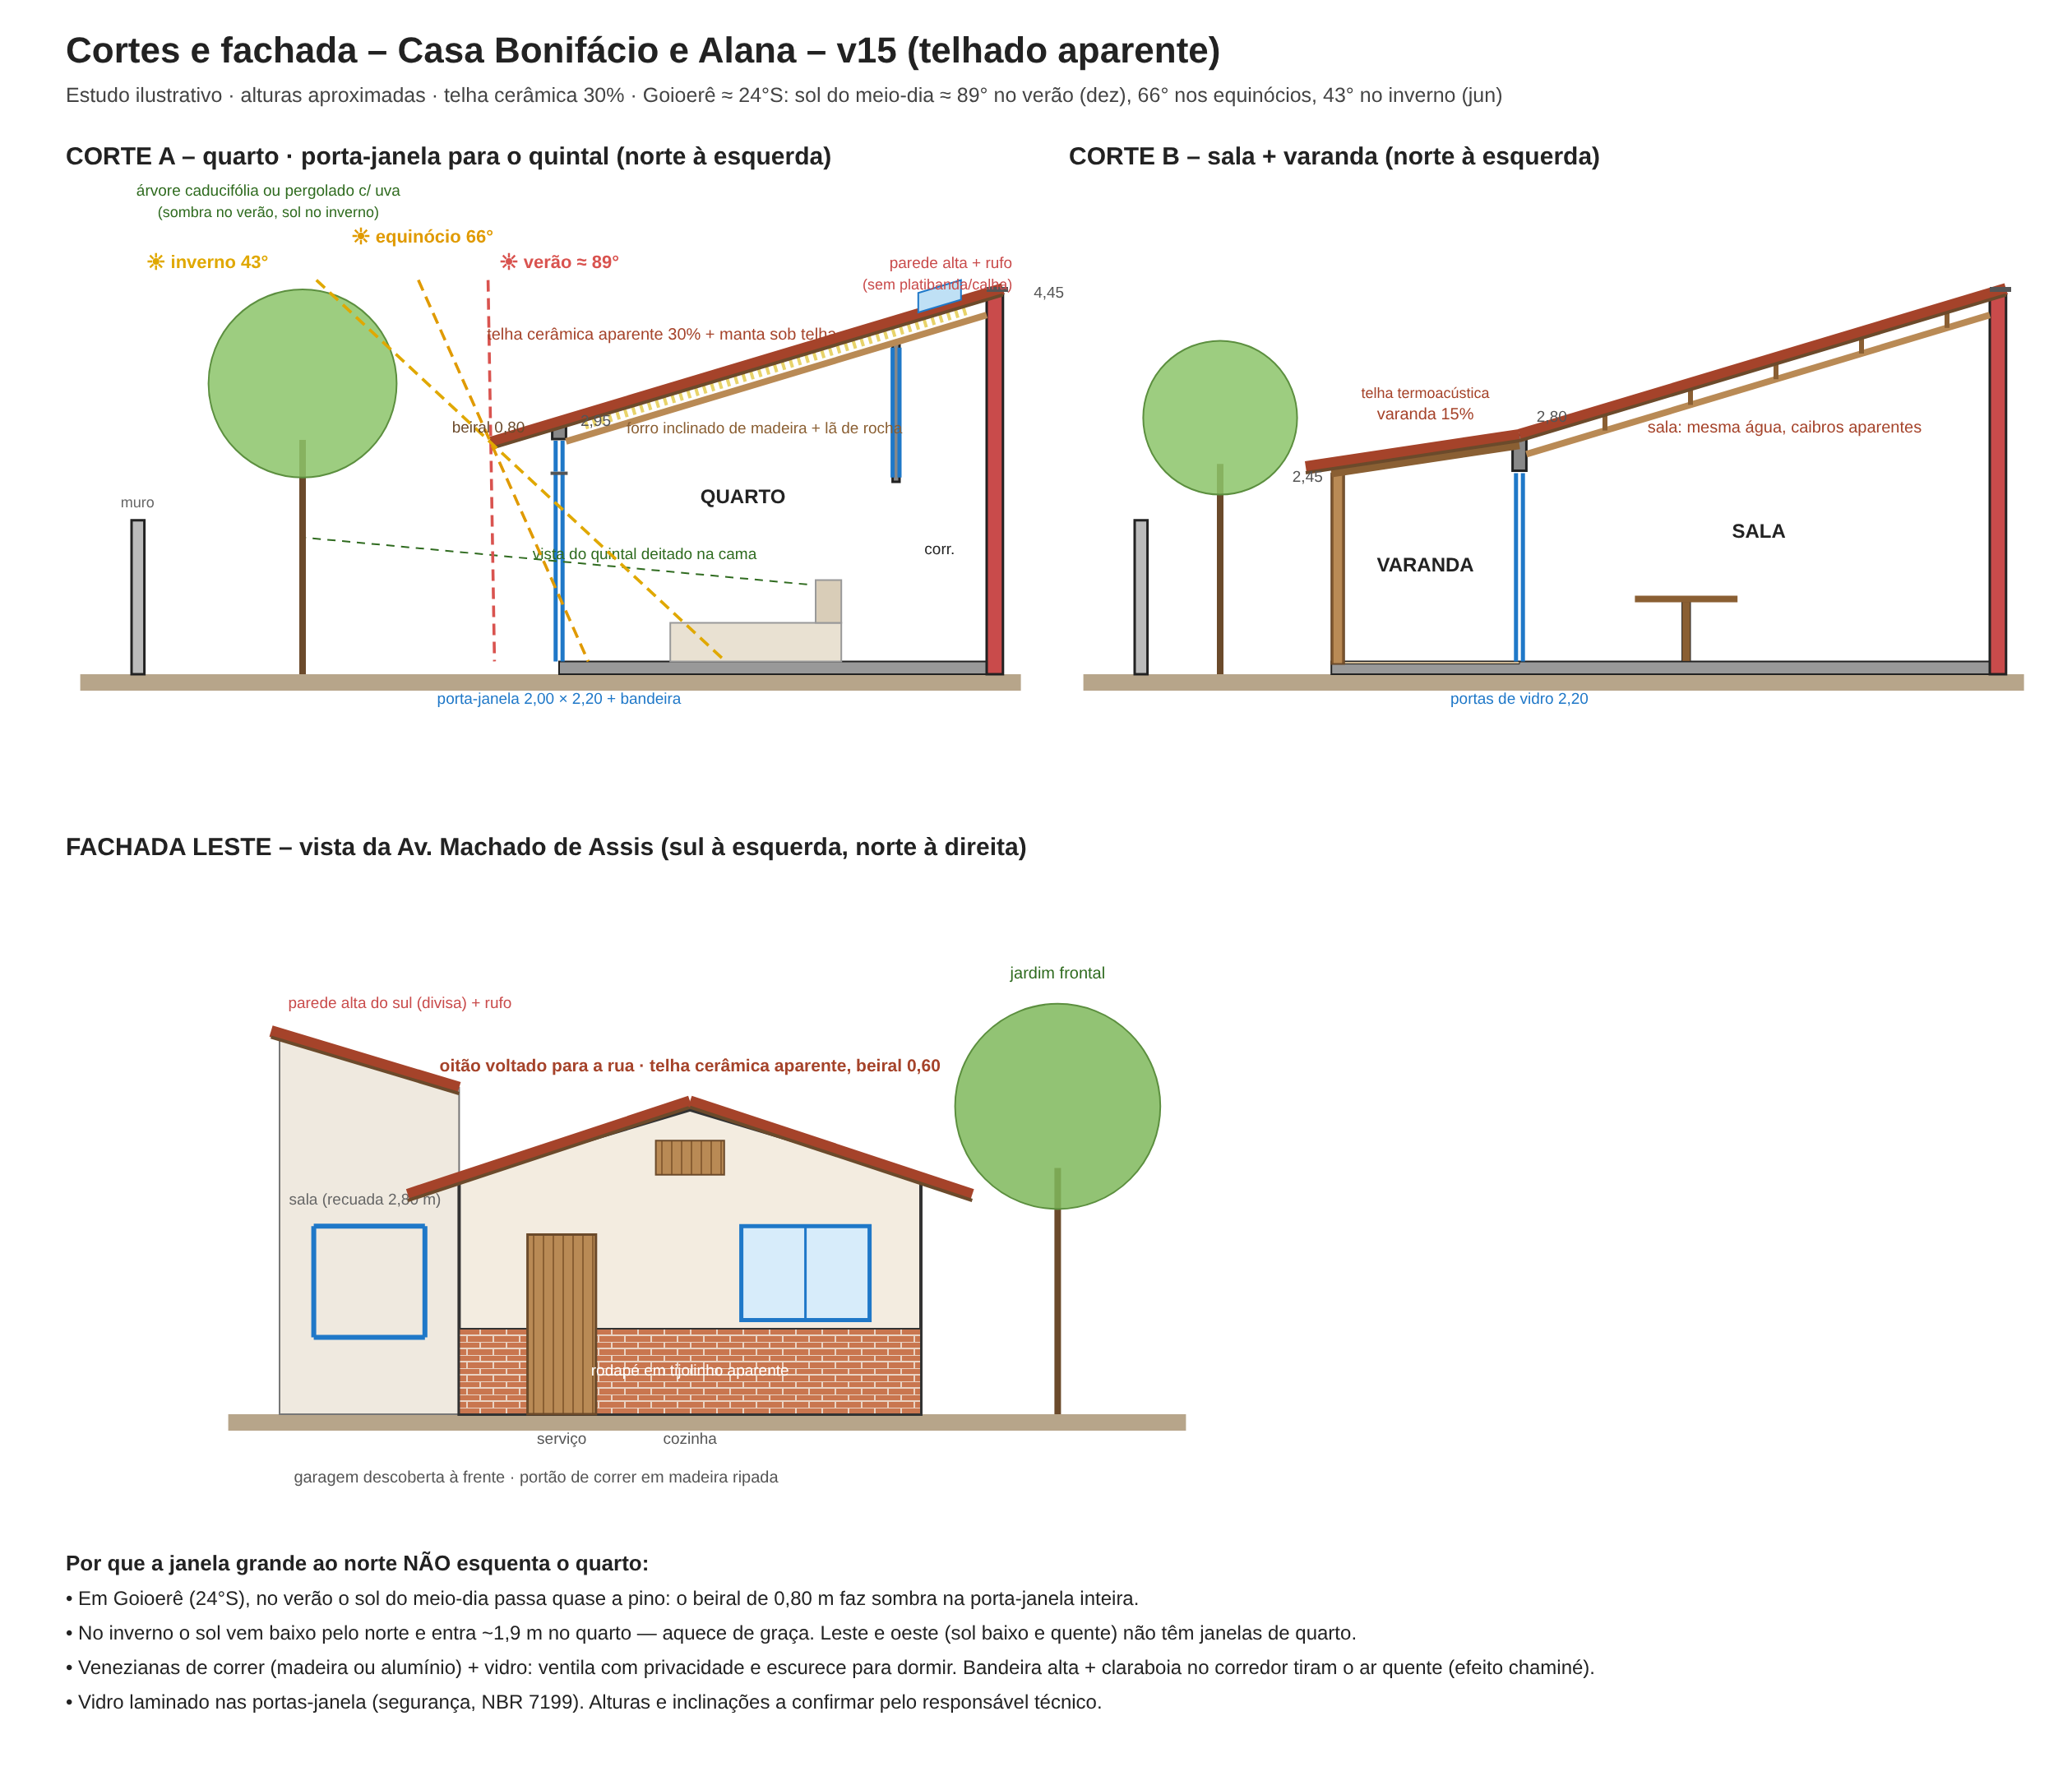 Cortes e fachada – Casa Bonifácio e Alana – v15 (telhado aparente)
Estudo ilustrativo · alturas aproximadas · telha cerâmica 30% · Goioerê ≈ 24°S: sol do meio-dia ≈ 89° no verão (dez), 66° nos equinócios, 43° no inverno (jun)
CORTE A – quarto · porta-janela para o quintal (norte à esquerda)
árvore caducifólia ou pergolado c/ uva
(sombra no verão, sol no inverno)
☀ equinócio 66°
☀ inverno 43°
☀ verão ≈ 89°
parede alta + rufo
(sem platibanda/calha)
4,45
telha cerâmica aparente 30% + manta sob telha
beiral 0,80
2,95
forro inclinado de madeira + lã de rocha
QUARTO
muro
vista do quintal deitado na cama
corr.
porta-janela 2,00 × 2,20 + bandeira
CORTE B – sala + varanda (norte à esquerda)
telha termoacústica
varanda 15%
2,80
sala: mesma água, caibros aparentes
2,45
SALA
VARANDA
portas de vidro 2,20
FACHADA LESTE – vista da Av. Machado de Assis (sul à esquerda, norte à direita)
jardim frontal
parede alta do sul (divisa) + rufo
oitão voltado para a rua · telha cerâmica aparente, beiral 0,60
sala (recuada 2,80 m)
rodapé em tijolinho aparente
serviço
cozinha
garagem descoberta à frente · portão de correr em madeira ripada
Por que a janela grande ao norte NÃO esquenta o quarto:
• Em Goioerê (24°S), no verão o sol do meio-dia passa quase a pino: o beiral de 0,80 m faz sombra na porta-janela inteira.
• No inverno o sol vem baixo pelo norte e entra ~1,9 m no quarto — aquece de graça. Leste e oeste (sol baixo e quente) não têm janelas de quarto.
• Venezianas de correr (madeira ou alumínio) + vidro: ventila com privacidade e escurece para dormir. Bandeira alta + claraboia no corredor tiram o ar quente (efeito chaminé).
• Vidro laminado nas portas-janela (segurança, NBR 7199). Alturas e inclinações a confirmar pelo responsável técnico.